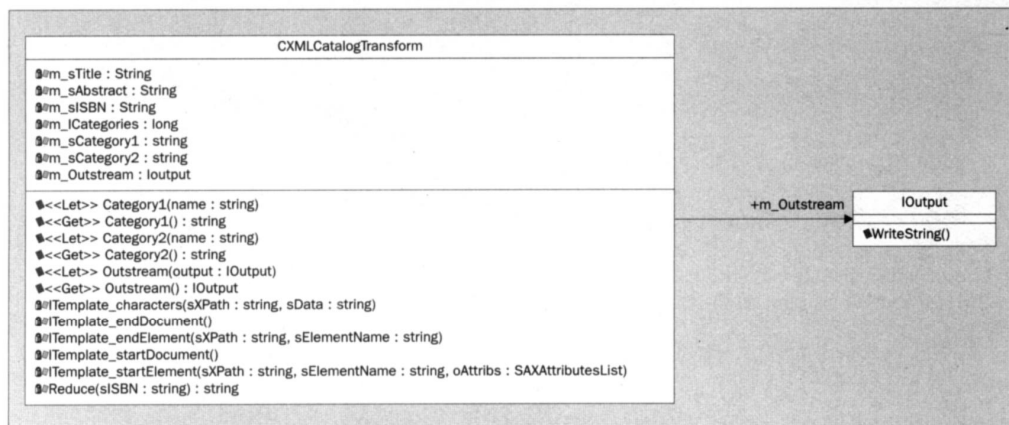 CXMLCatalogTransform
m_sTitle : String
m_sAbstract : String
m_sISBN : String
m_lCategories : long
m_sCategory1 : string
m_sCategory2 : string
m_Outstream : Ioutput
<<Let>> Category1(name : string)
<<Get>> Category1() : string
<<Let>> Category2(name : string)
<<Get>> Category2() : string
<<Let>> Outstream(output : IOutput)
<<Get>> Outstream() : IOutput
ITemplate_characters(sXPath : string, sData : string)
ITemplate_endDocument()
ITemplate_endElement(sXPath : string, sElementName : string)
ITemplate_startDocument()
ITemplate_startElement(sXPath : string, sElementName : string, oAttribs : SAXAttributesList)
Reduce(sISBN : string) : string
+m_Outstream
IOutput
WriteString()